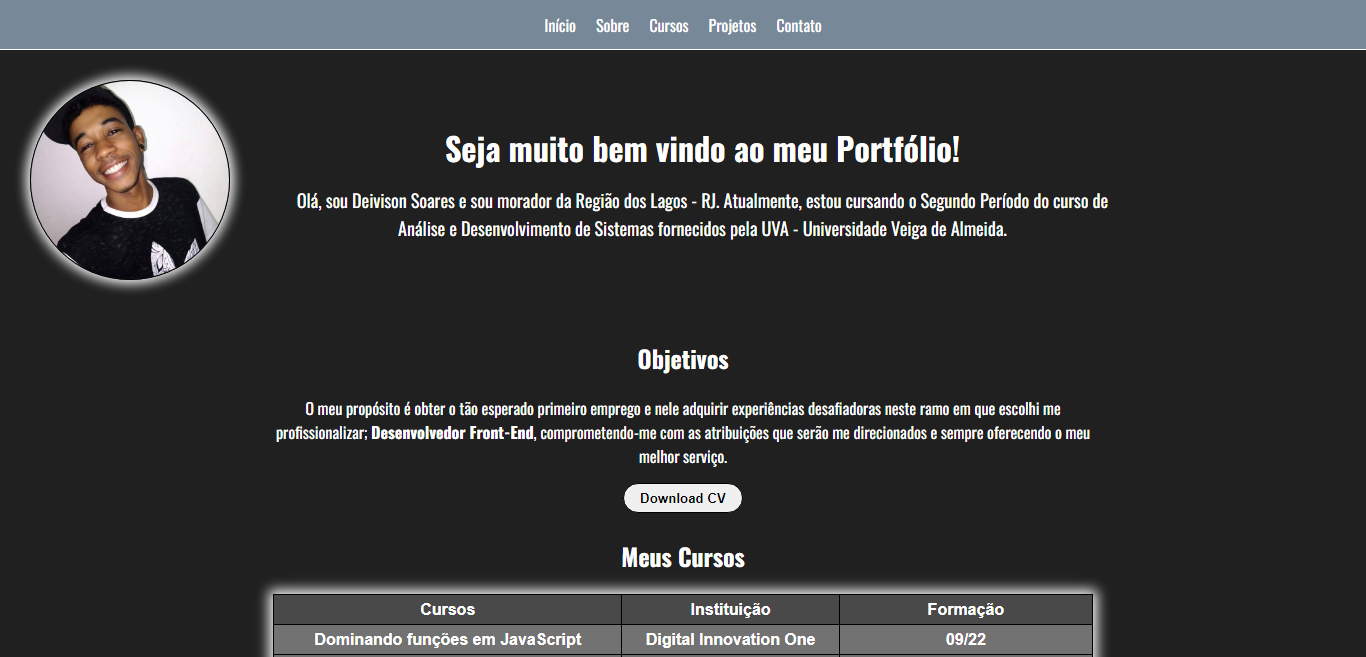 Início Sobre Cursos Projetos Contato
Seja muito bem vindo ao meu Portfólio!
Olá, sou Deivison Soares e sou morador da Região dos Lagos - RJ. Atualmente, estou cursando o Segundo Período do curso de
Análise e Desenvolvimento de Sistemas fornecidos pela UVA - Universidade Veiga de Almeida.
Objetivos
O meu propósito é obter o tão esperado primeiro emprego e nele adquirir experiências desafiadoras neste ramo em que escolhi me
profissionalizar; Desenvolvedor Front-End, comprometendo-me com as atribuições que serão me direcionados e sempre oferecendo o meu
melhor serviço.
Download CV
Meus Cursos
Cursos Instituição Formação
Dominando funções em JavaScript Digital Innovation One 09/22